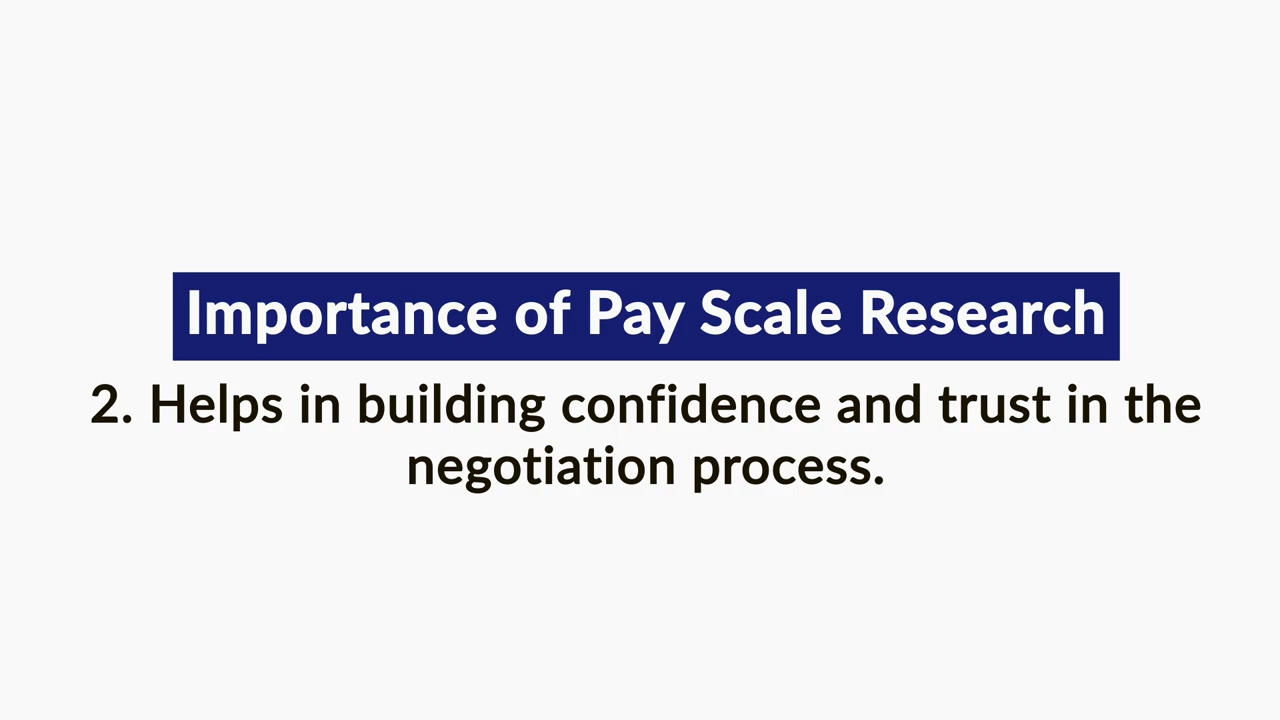 Importance of Pay Scale Research
2. Helps in building confidence and trust in the
negotiation process.